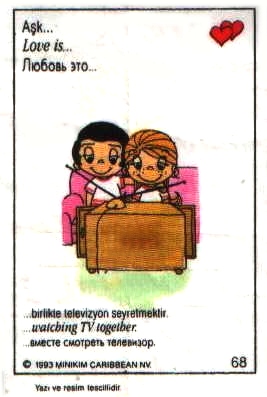 Aşk...
Love is...
Любовь это...
...birlikte televizyon seyretmektir.
...watching TV together.
...вместе смотреть телевизор.
© 1993 MINIKIM CARIBBEAN NV. 68
Yazı ve resim tescillidir.